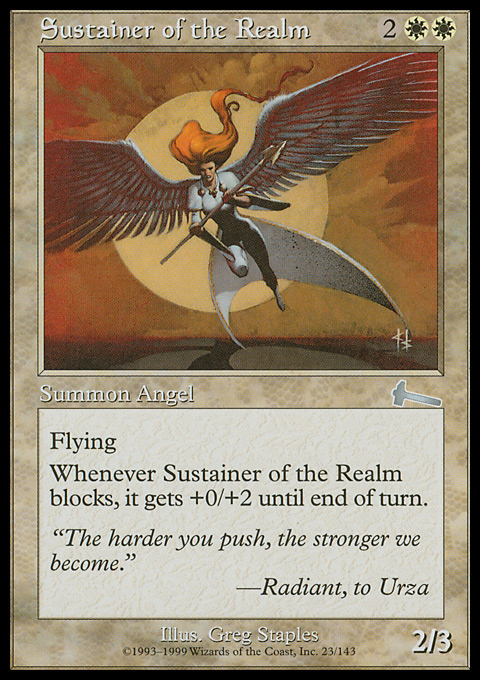 Sustainer of the Realm 2
Summon Angel
Flying
Whenever Sustainer of the Realm
blocks, it gets +0/+2 until end of turn.
“The harder you push, the stronger we
become.”
—Radiant, to Urza
Illus. Greg Staples
©1993–1999 Wizards of the Coast, Inc. 23/143
2/3